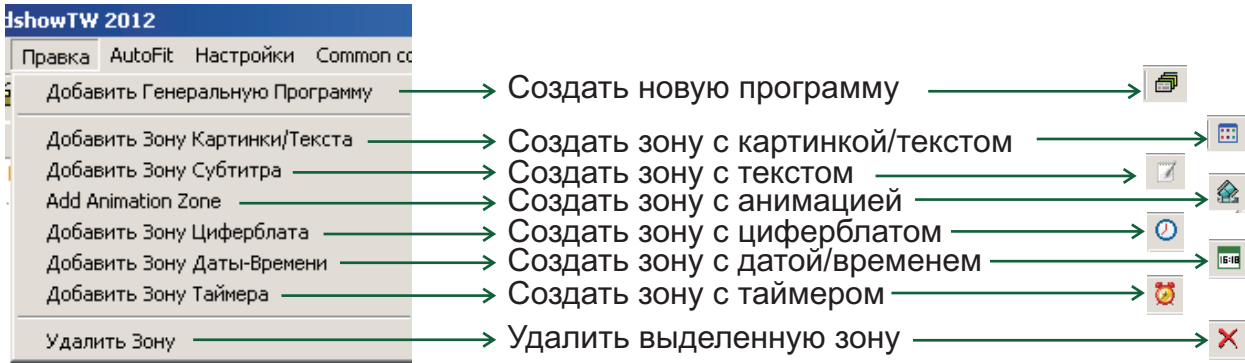 dshowTW 2012
Правка AutoFit Настройки Common co
Добавить Генеральную Программу Создать новую программу
Добавить Зону Картинки/Текста Создать зону с картинкой/текстом
Добавить Зону Субтитра Создать зону с текстом
Add Animation Zone Создать зону с анимацией
Добавить Зону Циферблата Создать зону с циферблатом
Добавить Зону Даты-Времени Создать зону с датой/временем 16:18
Добавить Зону Таймера Создать зону с таймером
Удалить Зону Удалить выделенную зону